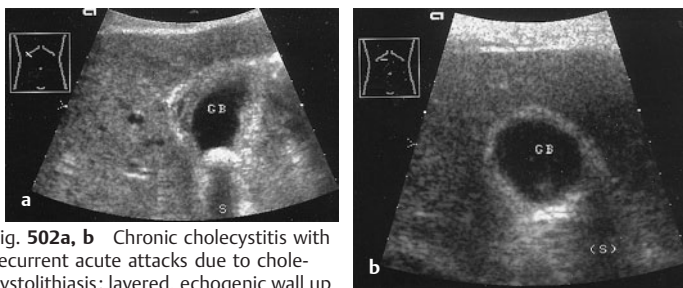 GB
S
a
GB
(S)
b
ig. 502a, b Chronic cholecystitis with
ecurrent acute attacks due to chole-
ystolithiasis: layered, echogenic wall up